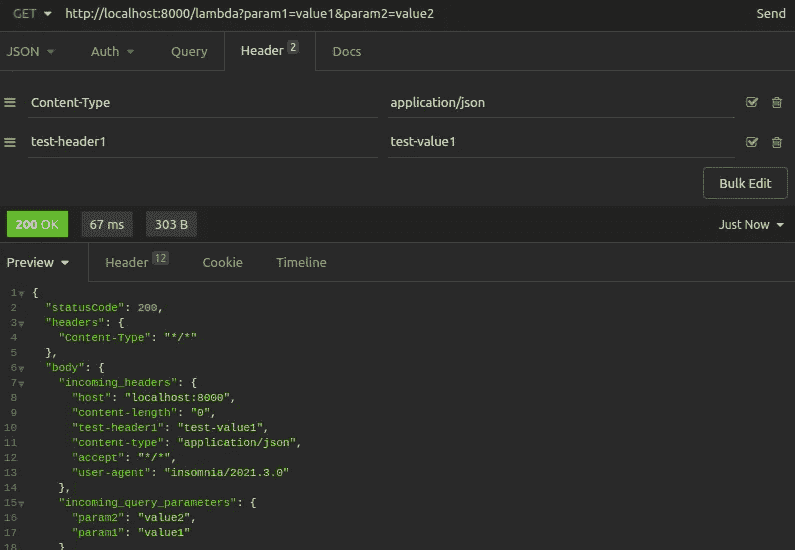 GET http://localhost:8000/lambda?param1=value1&param2=value2 Send
JSON Auth Query Header 2 Docs
Content-Type application/json
test-header1 test-value1
Bulk Edit
200 OK 67 ms 303 B Just Now
Preview Header 12 Cookie Timeline
1 {
2 "statusCode": 200,
3 "headers": {
4 "Content-Type": "*/*"
5 },
6 "body": {
7 "incoming_headers": {
8 "host": "localhost:8000",
9 "content-length": "0",
10 "test-header1": "test-value1",
11 "content-type": "application/json",
12 "accept": "*/*",
13 "user-agent": "insomnia/2021.3.0"
14 },
15 "incoming_query_parameters": {
16 "param2": "value2",
17 "param1": "value1"
18 }